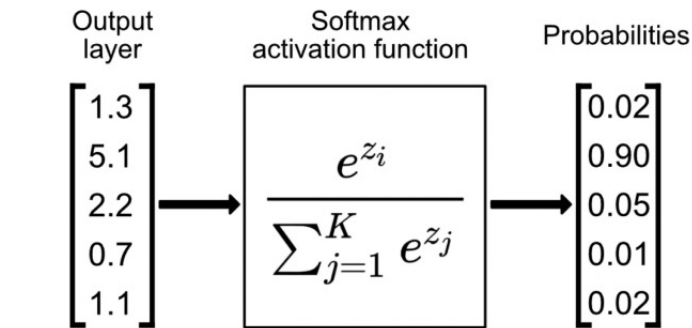 Output
layer
Softmax
activation function
Probabilities
1.3
5.1
2.2
0.7
1.1
e^{z_i}
∑_{j=1}^{K} e^{z_j}
0.02
0.90
0.05
0.01
0.02